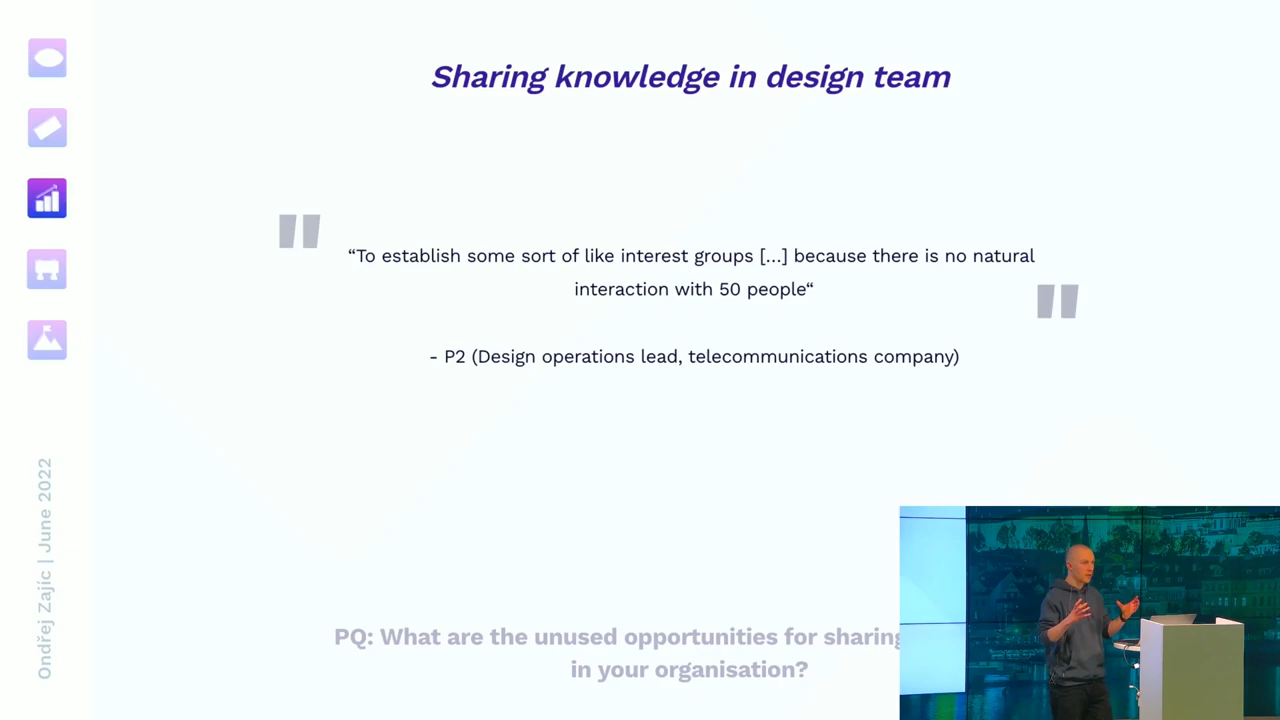 Sharing knowledge in design team
"
“To establish some sort of like interest groups [...] because there is no natural
interaction with 50 people“
"
- P2 (Design operations lead, telecommunications company)
PQ: What are the unused opportunities for sharing
in your organisation?
Ondřej Zajíc | June 2022